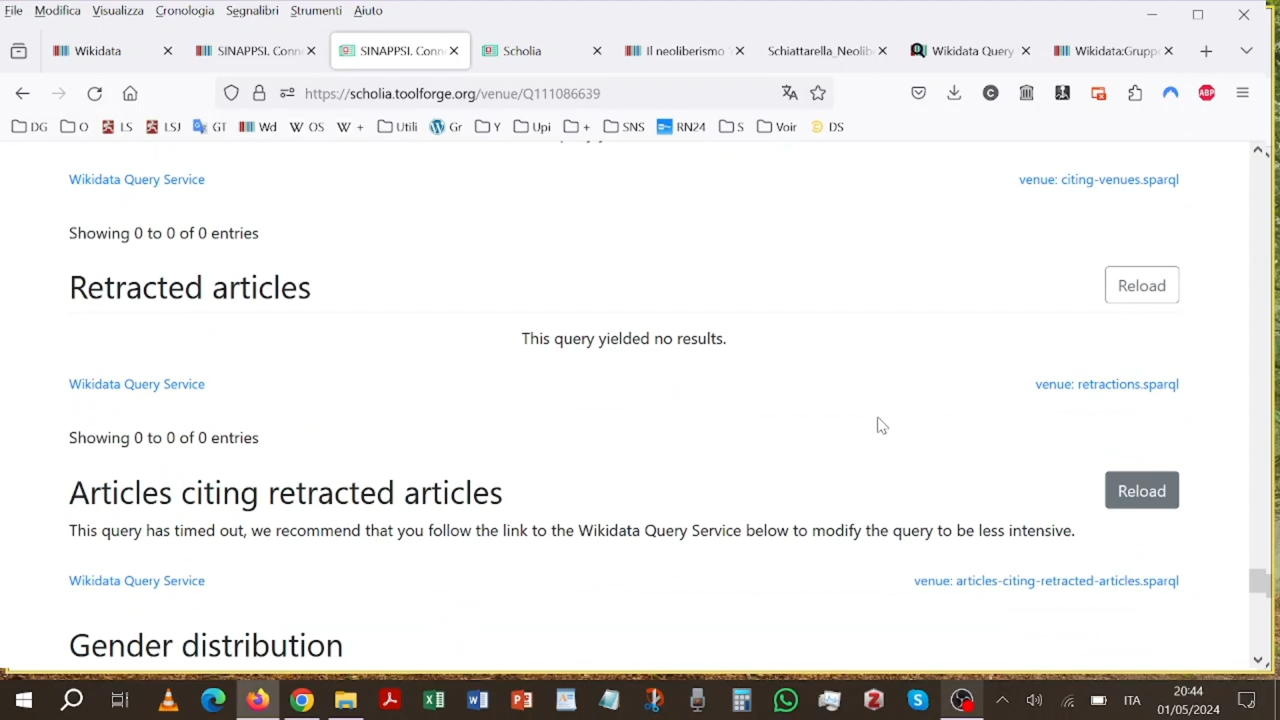 File Modifica Visualizza Cronologia Segnalibri Strumenti Aiuto
Wikidata SINAPPSI. Conn SINAPPSI. Conne Scholia Il neoliberismo Schiattarella_Neolib Wikidata Query Wikidata:Gruppo
https://scholia.toolforge.org/venue/Q111086639
DG O LS LSJ GT Wd OS + Utili Gr Y Upi + SNS RN24 S Voir DS
Wikidata Query Service venue: citing-venues.sparql
Showing 0 to 0 of 0 entries
Retracted articles Reload
This query yielded no results.
Wikidata Query Service venue: retractions.sparql
Showing 0 to 0 of 0 entries
Articles citing retracted articles Reload
This query has timed out, we recommend that you follow the link to the Wikidata Query Service below to modify the query to be less intensive.
Wikidata Query Service venue: articles-citing-retracted-articles.sparql
Gender distribution
ITA 20:44
01/05/2024